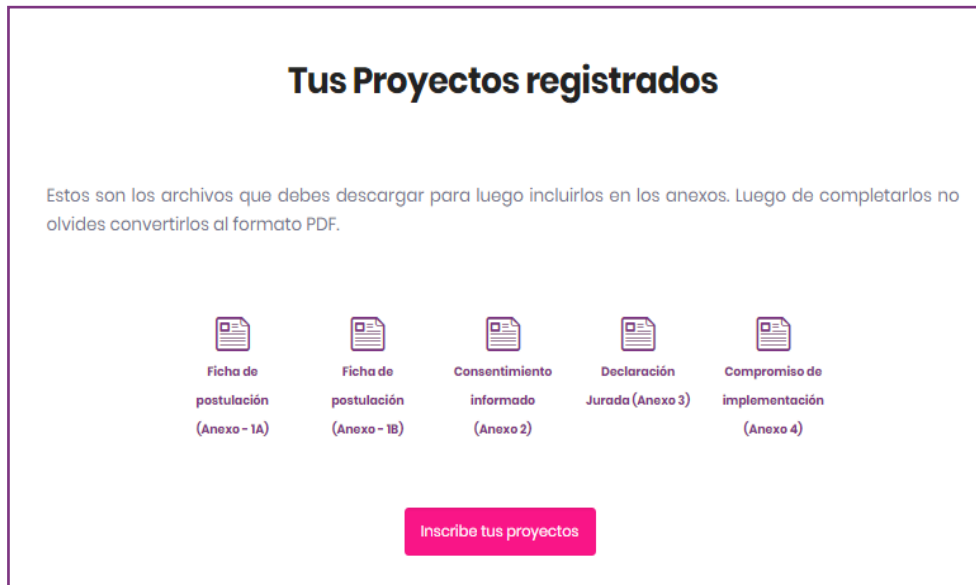 Tus Proyectos registrados
Estos son los archivos que debes descargar para luego incluirlos en los anexos. Luego de completarlos no
olvides convertirlos al formato PDF.
Ficha de
postulación
(Anexo - 1A)
Ficha de
postulación
(Anexo - 1B)
Consentimiento
informado
(Anexo 2)
Declaración
Jurada (Anexo 3)
Compromiso de
implementación
(Anexo 4)
Inscribe tus proyectos